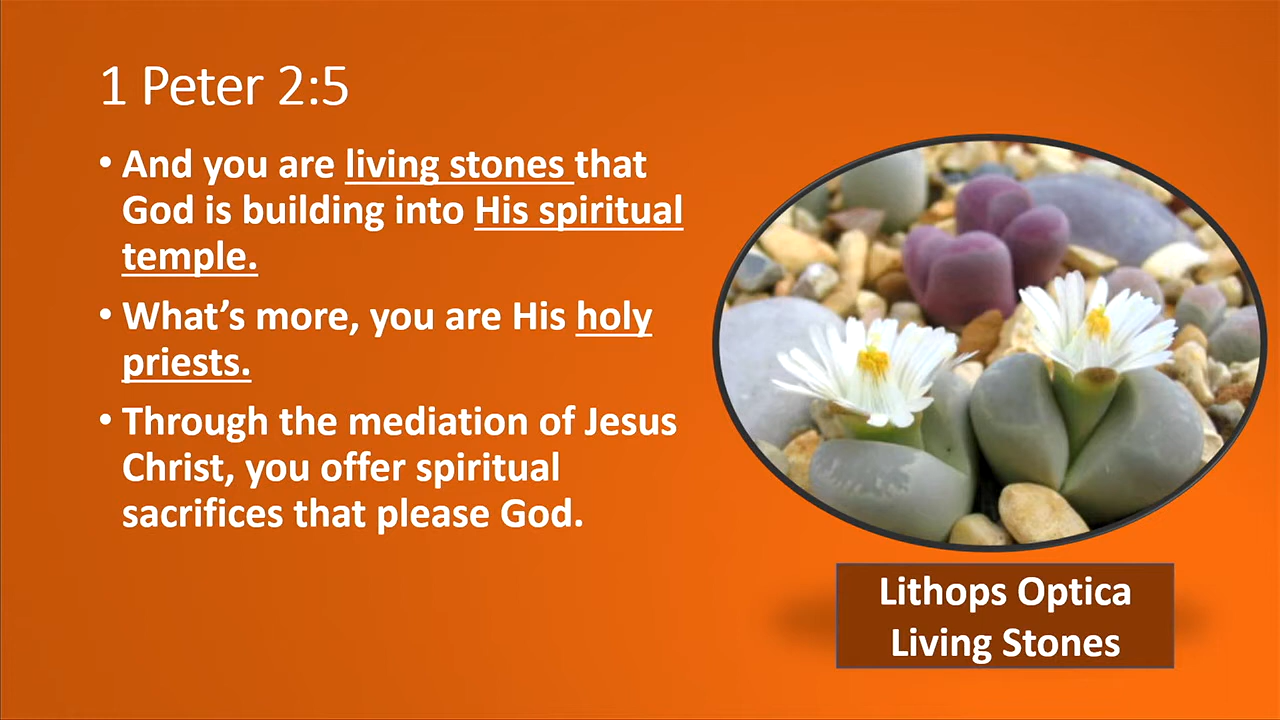 1 Peter 2:5
• And you are living stones that
God is building into His spiritual
temple.
• What’s more, you are His holy
priests.
• Through the mediation of Jesus
Christ, you offer spiritual
sacrifices that please God.
Lithops Optica
Living Stones